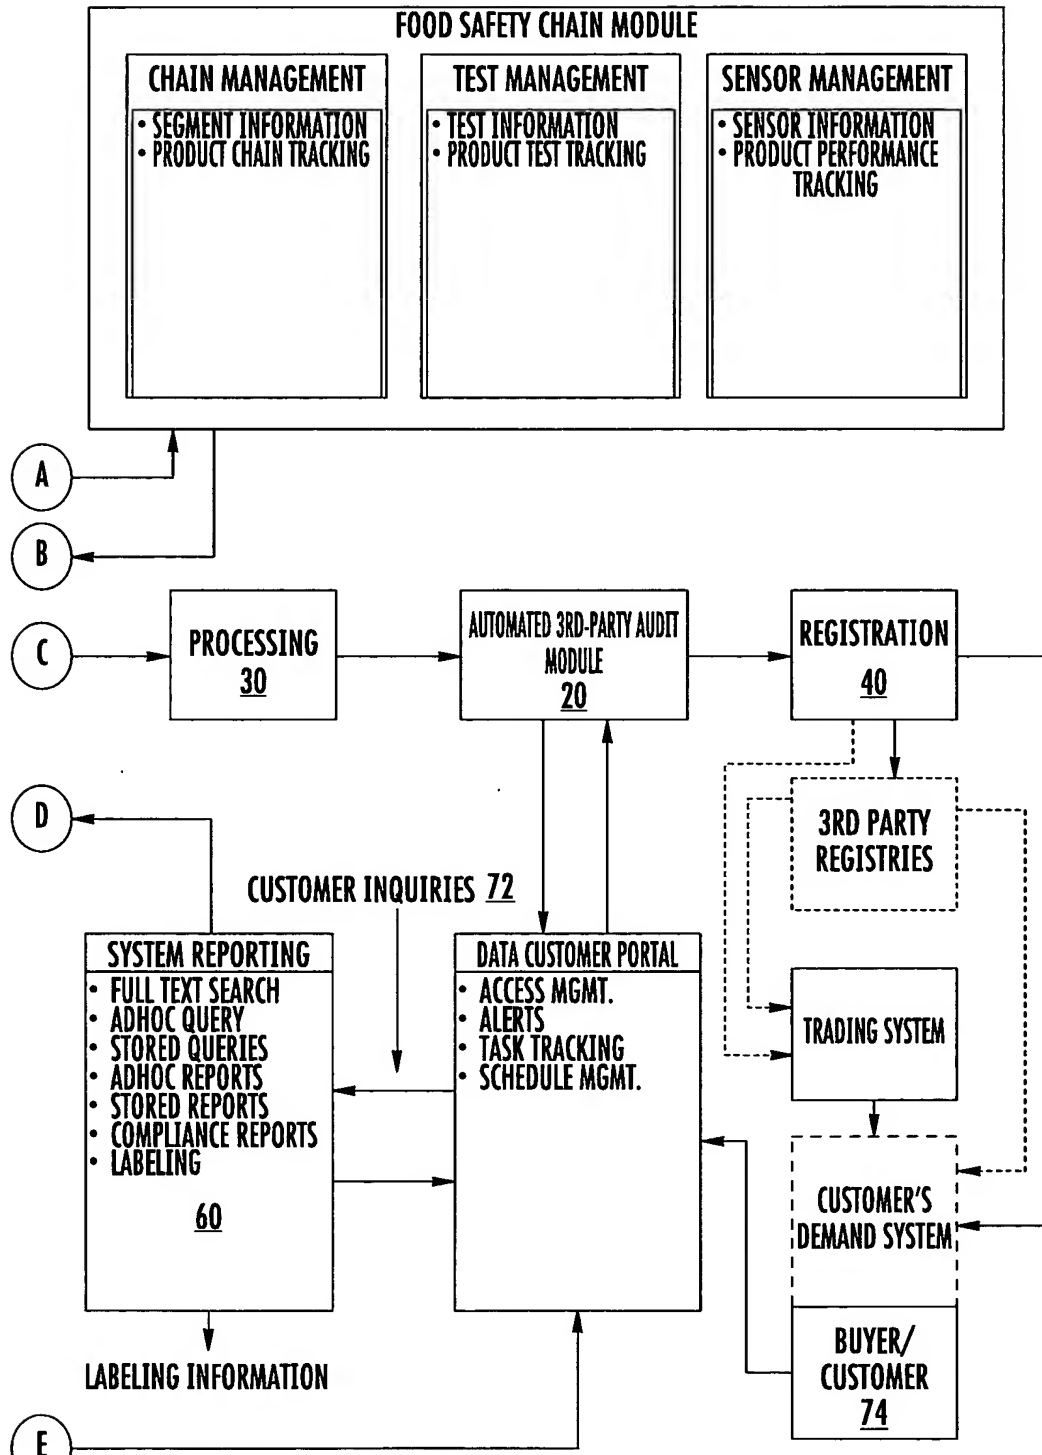 FOOD SAFETY CHAIN MODULE
CHAIN MANAGEMENT
• SEGMENT INFORMATION
• PRODUCT CHAIN TRACKING
TEST MANAGEMENT
• TEST INFORMATION
• PRODUCT TEST TRACKING
SENSOR MANAGEMENT
• SENSOR INFORMATION
• PRODUCT PERFORMANCE
TRACKING
A
B
C
PROCESSING
30
AUTOMATED 3RD-PARTY AUDIT
MODULE
20
REGISTRATION
40
D
3RD PARTY
REGISTRIES
CUSTOMER INQUIRIES 72
SYSTEM REPORTING
• FULL TEXT SEARCH
• ADHOC QUERY
• STORED QUERIES
• ADHOC REPORTS
• STORED REPORTS
• COMPLIANCE REPORTS
• LABELING
60
DATA CUSTOMER PORTAL
• ACCESS MGMT.
• ALERTS
• TASK TRACKING
• SCHEDULE MGMT.
TRADING SYSTEM
CUSTOMER'S
DEMAND SYSTEM
BUYER/
CUSTOMER
74
LABELING INFORMATION
E